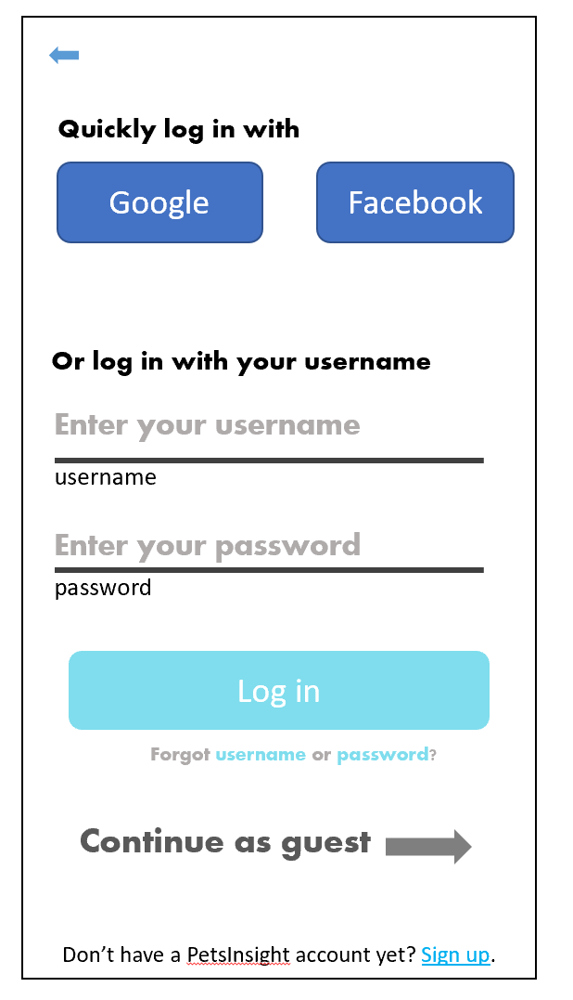 Quickly log in with
Google
Facebook
Or log in with your username
Enter your username
username
Enter your password
password
Log in
Forgot username or password?
Continue as guest
Don’t have a PetsInsight account yet? Sign up.